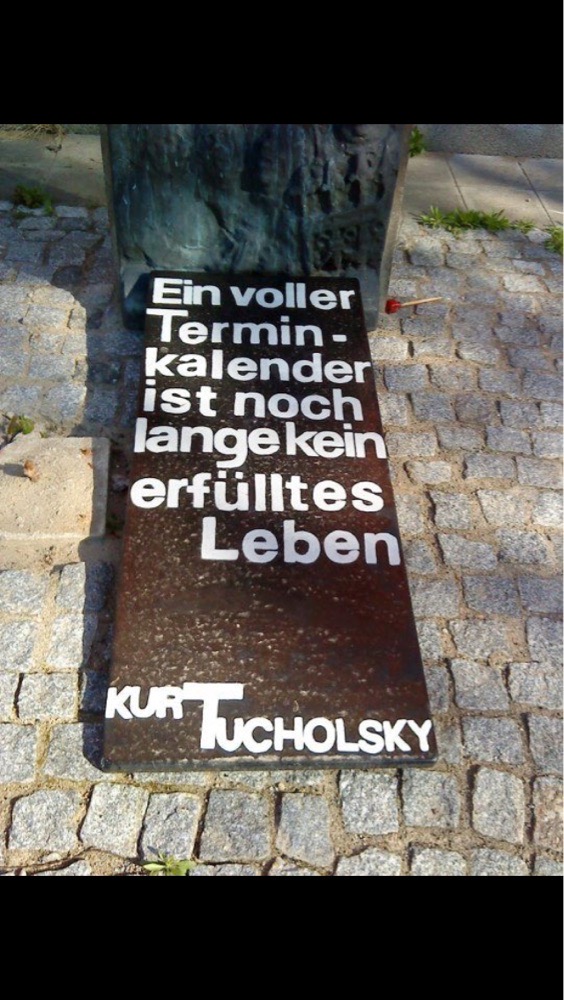 Ein voller
Termin-
kalender
ist noch
lange kein
erfülltes
Leben
KURT TUCHOLSKY